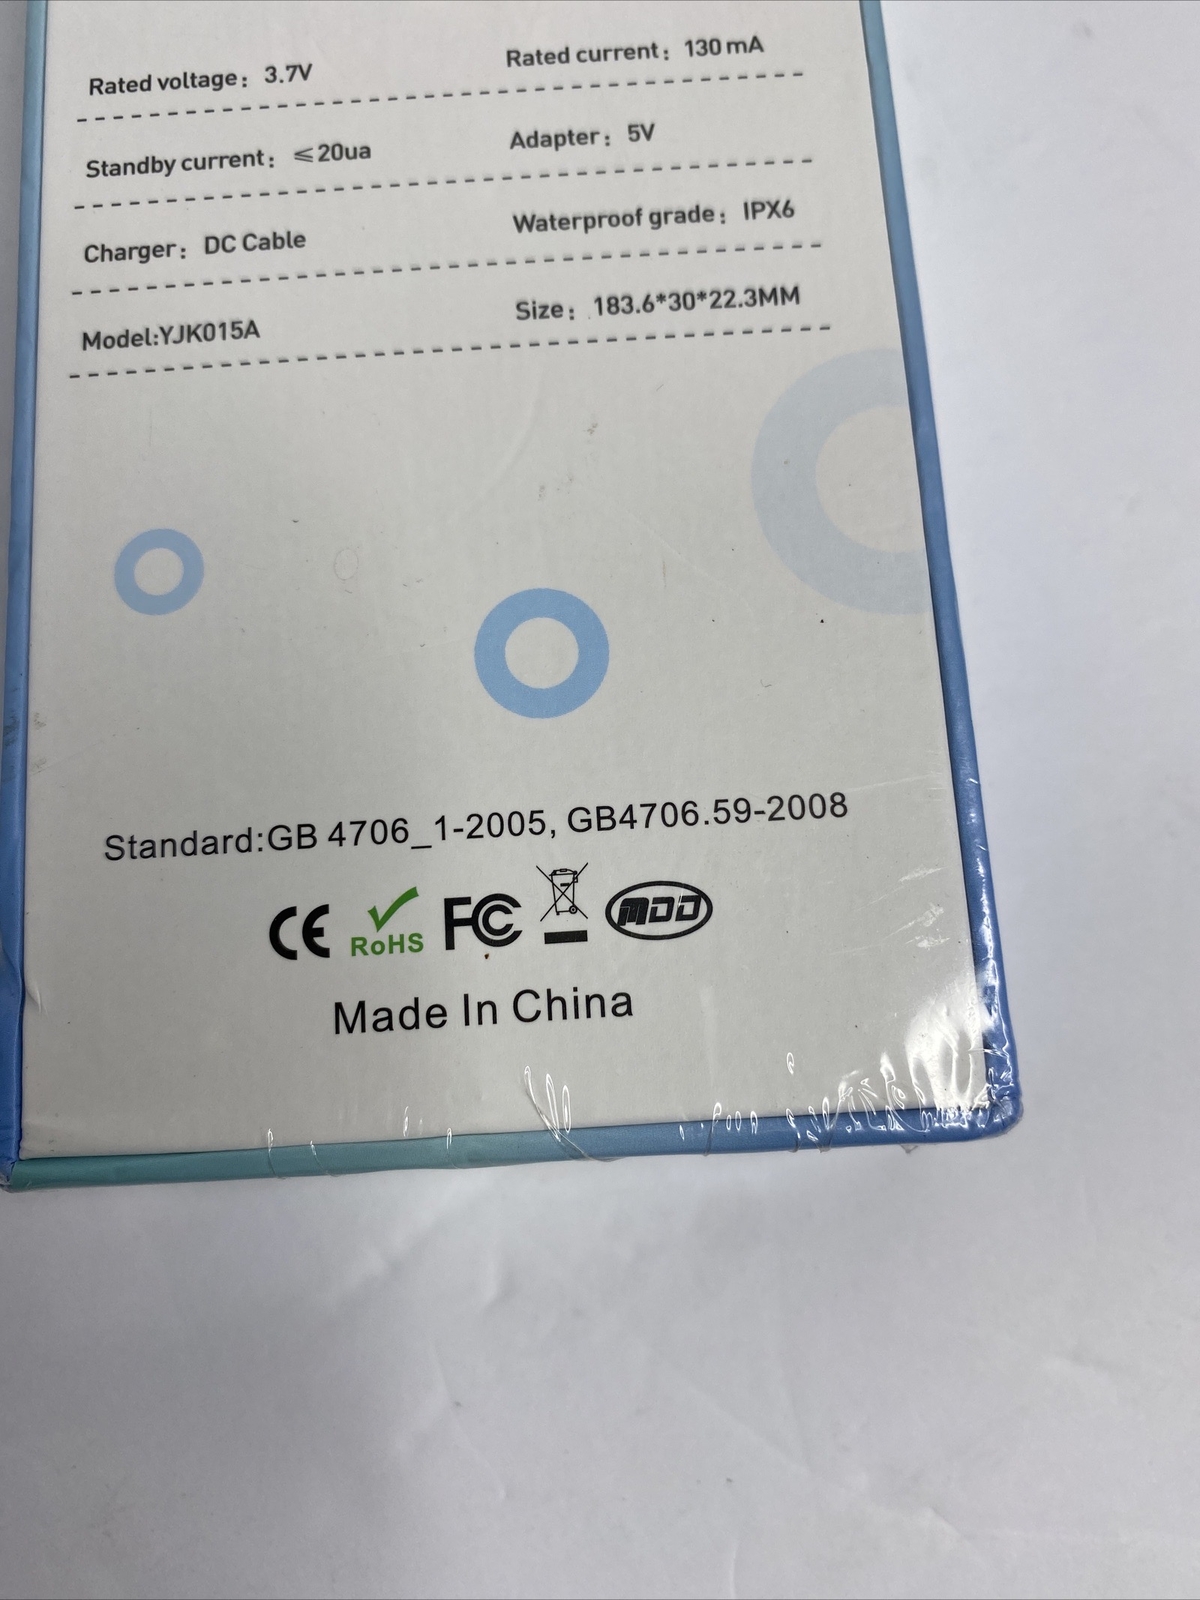 Rated voltage： 3.7V
Rated current： 130 mA
Standby current： ≤20ua
Adapter： 5V
Charger： DC Cable
Waterproof grade： IPX6
Model:YJK015A
Size： 183.6*30*22.3MM
Standard:GB 4706_1-2005, GB4706.59-2008
CE RoHS FC MDD
Made In China